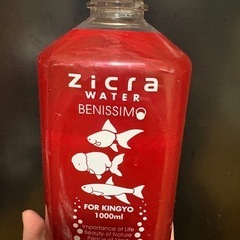 zicra
WATER
BENISSIMO
FOR KINGYO
1000ml
Importance of Life
Beauty of Nature